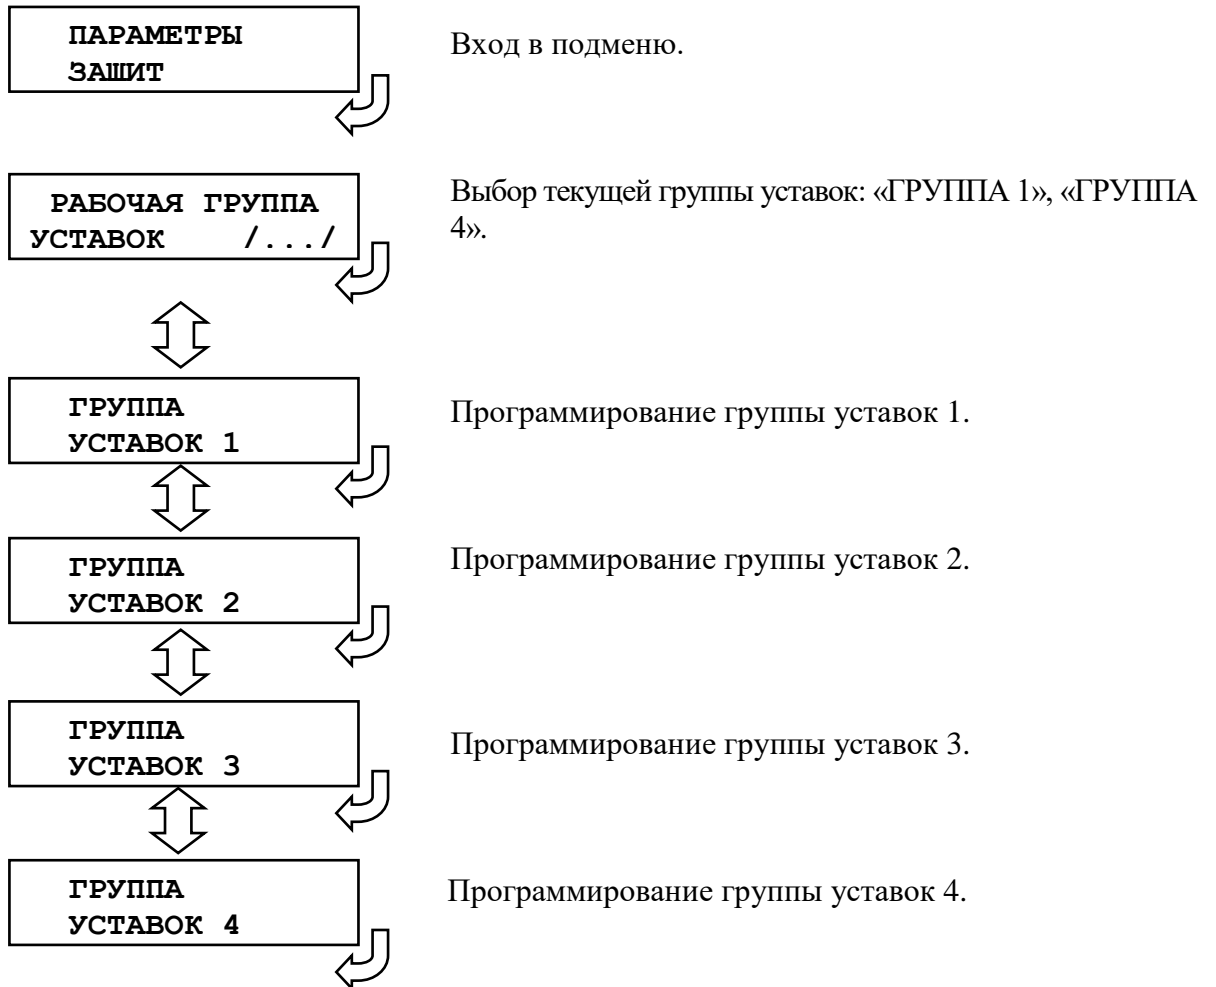 ПАРАМЕТРЫ
ЗАШИТ
Вход в подменю.
РАБОЧАЯ ГРУППА
УСТАВОК /.../
Выбор текущей группы уставок: «ГРУППА 1», «ГРУППА
4».
ГРУППА
УСТАВОК 1
Программирование группы уставок 1.
ГРУППА
УСТАВОК 2
Программирование группы уставок 2.
ГРУППА
УСТАВОК 3
Программирование группы уставок 3.
ГРУППА
УСТАВОК 4
Программирование группы уставок 4.